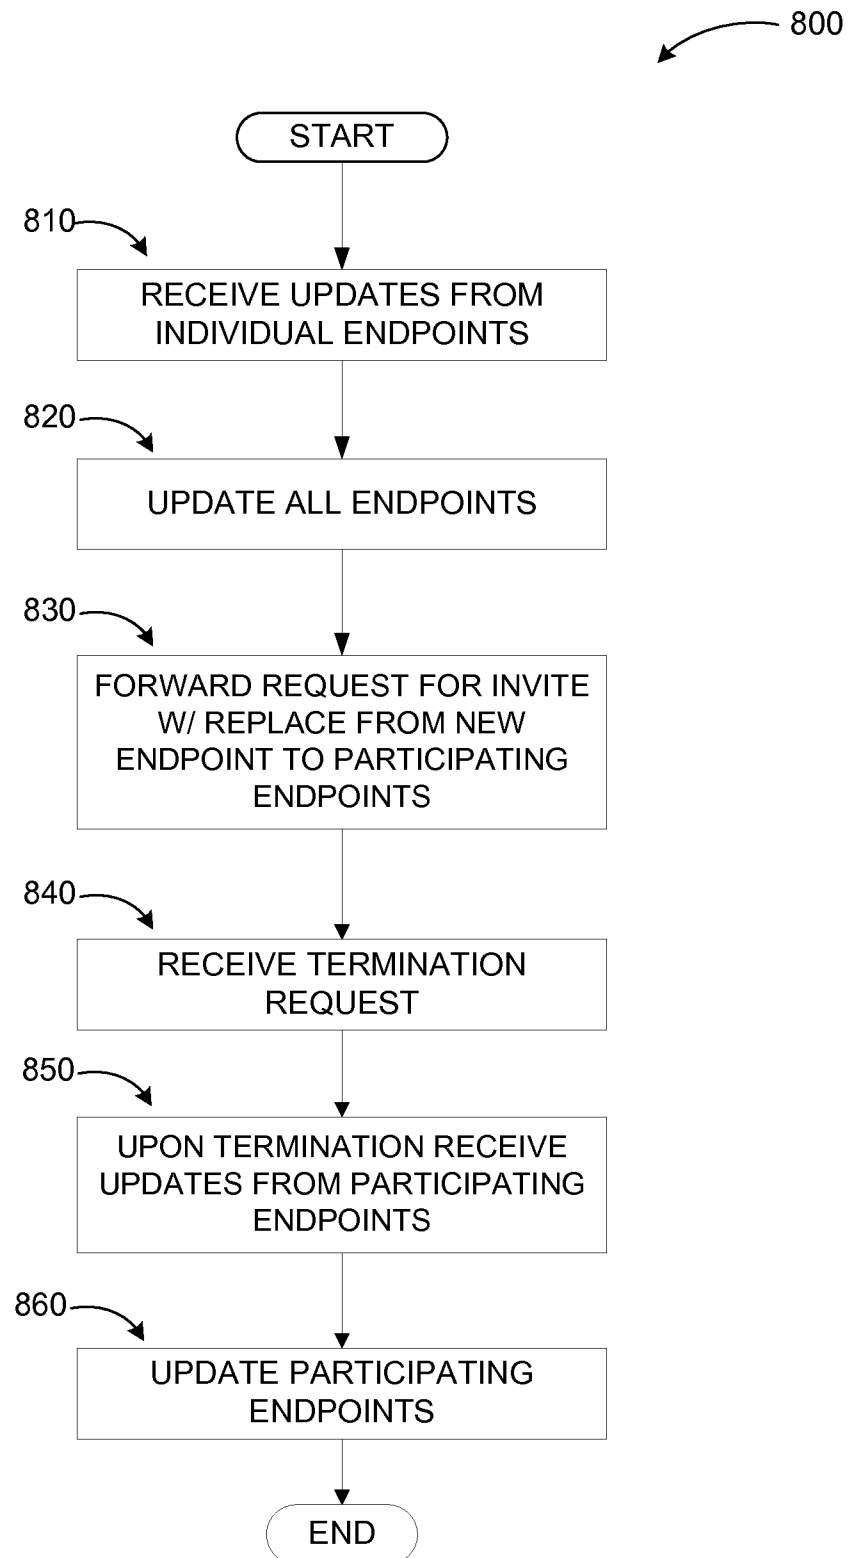 800
START
810
RECEIVE UPDATES FROM
INDIVIDUAL ENDPOINTS
820
UPDATE ALL ENDPOINTS
830
FORWARD REQUEST FOR INVITE
W/ REPLACE FROM NEW
ENDPOINT TO PARTICIPATING
ENDPOINTS
840
RECEIVE TERMINATION
REQUEST
850
UPON TERMINATION RECEIVE
UPDATES FROM PARTICIPATING
ENDPOINTS
860
UPDATE PARTICIPATING
ENDPOINTS
END